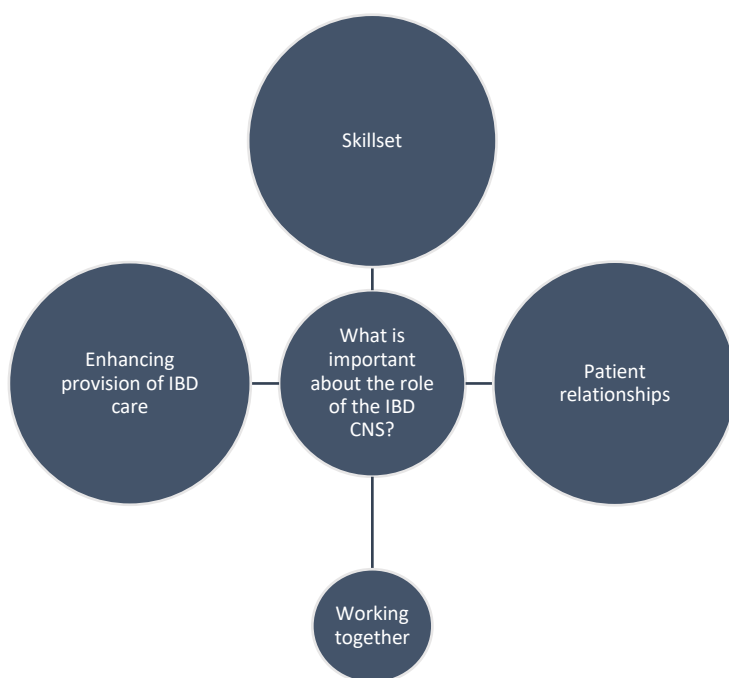 Skillset
Enhancing
provision of IBD
care
What is
important
about the role
of the IBD
CNS?
Patient
relationships
Working
together